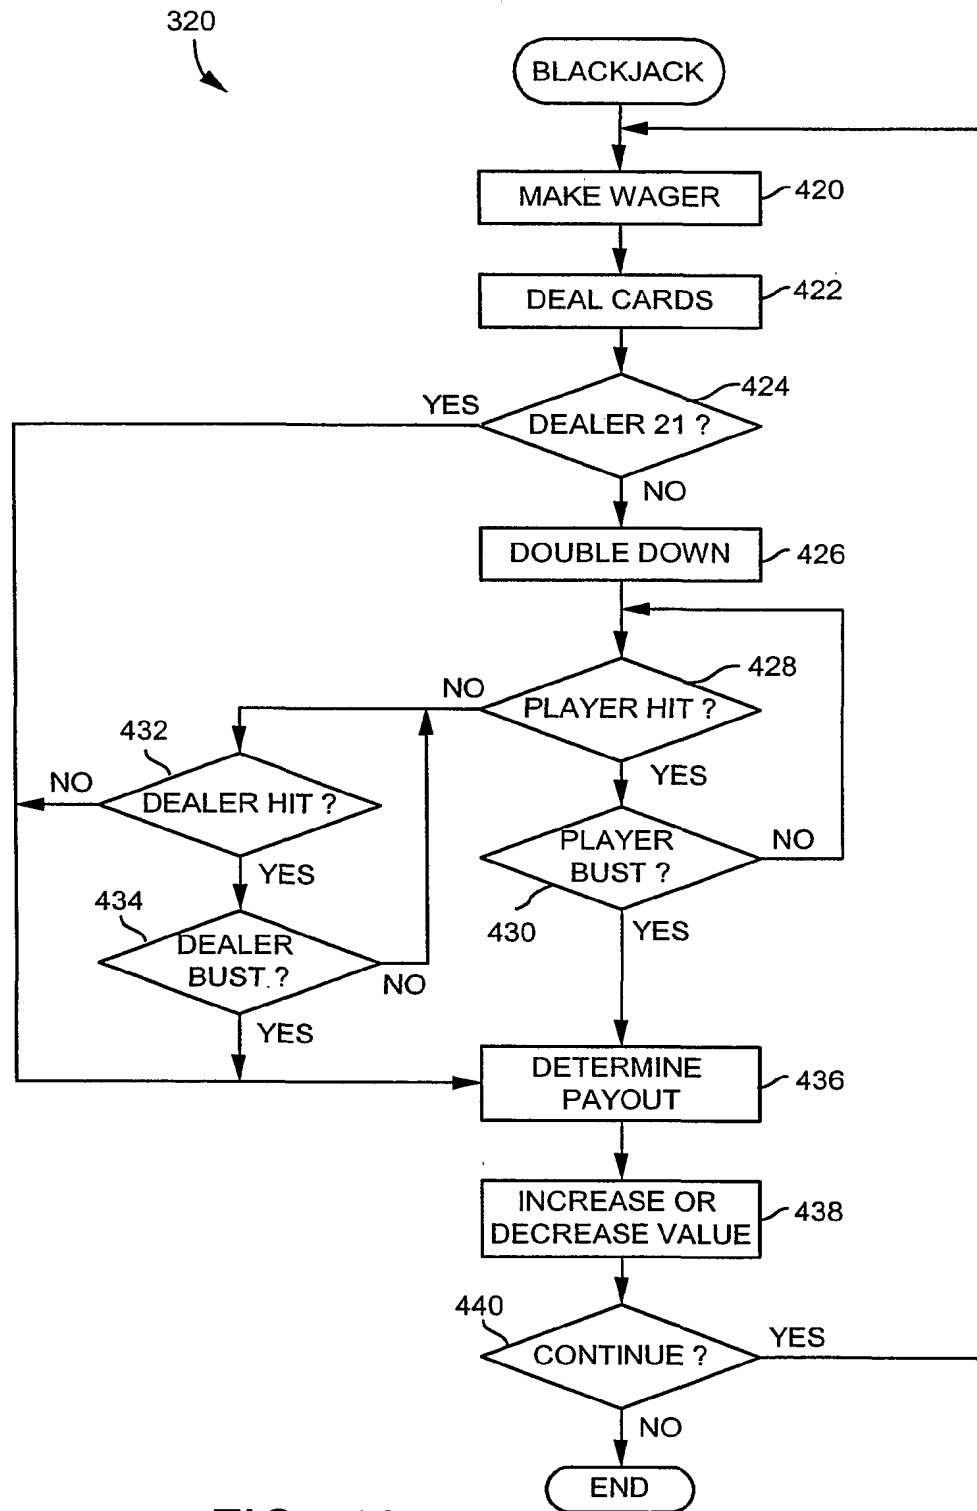 320
BLACKJACK
MAKE WAGER
420
DEAL CARDS
422
424
YES
DEALER 21 ?
NO
DOUBLE DOWN
426
428
NO
PLAYER HIT ?
432
YES
NO
DEALER HIT ?
PLAYER
BUST ?
NO
YES
434
430
YES
DEALER
BUST ?
NO
YES
DETERMINE
PAYOUT
436
INCREASE OR
DECREASE VALUE
438
440
YES
CONTINUE ?
NO
END